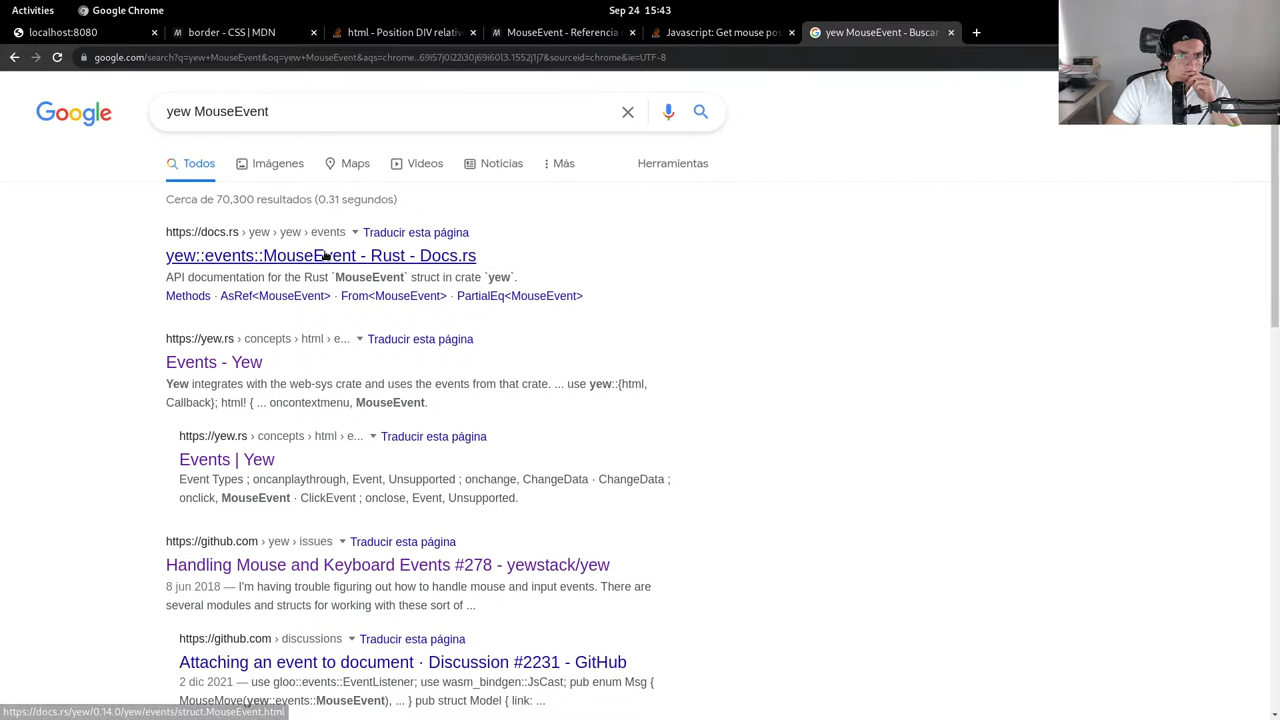 Activities
Google Chrome
Sep 24 15:43
localhost:8080
border - CSS | MDN
html - Position DIV relativ
MouseEvent - Referencia
Javascript: Get mouse pos
yew MouseEvent - Buscar
google.com/search?q=yew+MouseEvent&oq=yew+MouseEvent&aqs=chrome..69i57j0i22i30j69i60l3.1552j1j7&sourceid=chrome&ie=UTF-8
Google
yew MouseEvent
Todos
Imágenes
Maps
Videos
Noticias
Más
Herramientas
Cerca de 70,300 resultados (0.31 segundos)
https://docs.rs › yew › yew › events
Traducir esta página
yew::events::MouseEvent - Rust - Docs.rs
API documentation for the Rust `MouseEvent` struct in crate `yew`.
Methods · AsRef<MouseEvent> · From<MouseEvent> · PartialEq<MouseEvent>
https://yew.rs › concepts › html › e...
Traducir esta página
Events - Yew
Yew integrates with the web-sys crate and uses the events from that crate. ... use yew::{html,
Callback}; html! { ... oncontextmenu, MouseEvent.
https://yew.rs › concepts › html › e...
Traducir esta página
Events | Yew
Event Types ; oncanplaythrough, Event, Unsupported ; onchange, ChangeData · ChangeData ;
onclick, MouseEvent · ClickEvent ; onclose, Event, Unsupported.
https://github.com › yew › issues
Traducir esta página
Handling Mouse and Keyboard Events #278 - yewstack/yew
8 jun 2018 — I'm having trouble figuring out how to handle mouse and input events. There are
several modules and structs for working with these sort of ...
https://github.com › discussions
Traducir esta página
Attaching an event to document · Discussion #2231 - GitHub
2 dic 2021 — use gloo::events::EventListener; use wasm_bindgen::JsCast; pub enum Msg {
MouseMove(yew::events::MouseEvent), ... } pub struct Model { link: ...
https://docs.rs/yew/0.14.0/yew/events/struct.MouseEvent.html